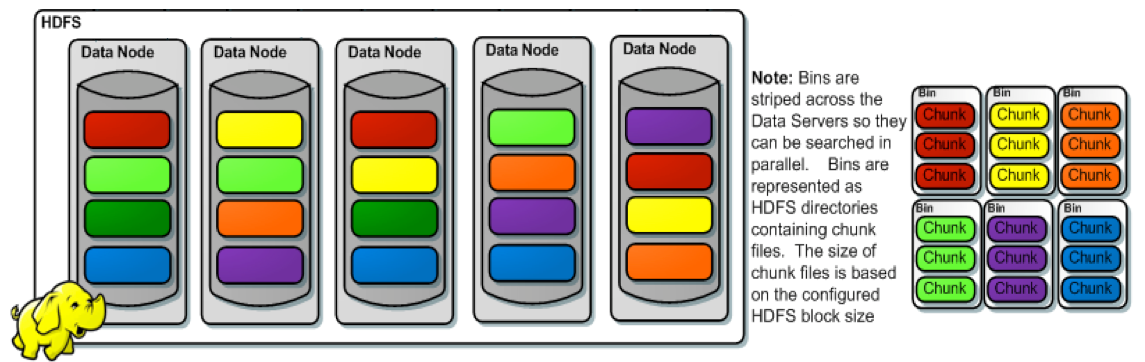 HDFS
Data Node
Data Node
Data Node
Data Node
Data Node
Note: Bins are
striped across the
Data Servers so they
can be searched in
parallel. Bins are
represented as
HDFS directories
containing chunk
files. The size of
chunk files is based
on the configured
HDFS block size
Bin
Chunk
Chunk
Chunk
Bin
Chunk
Chunk
Chunk
Bin
Chunk
Chunk
Chunk
Bin
Chunk
Chunk
Chunk
Bin
Chunk
Chunk
Chunk
Bin
Chunk
Chunk
Chunk